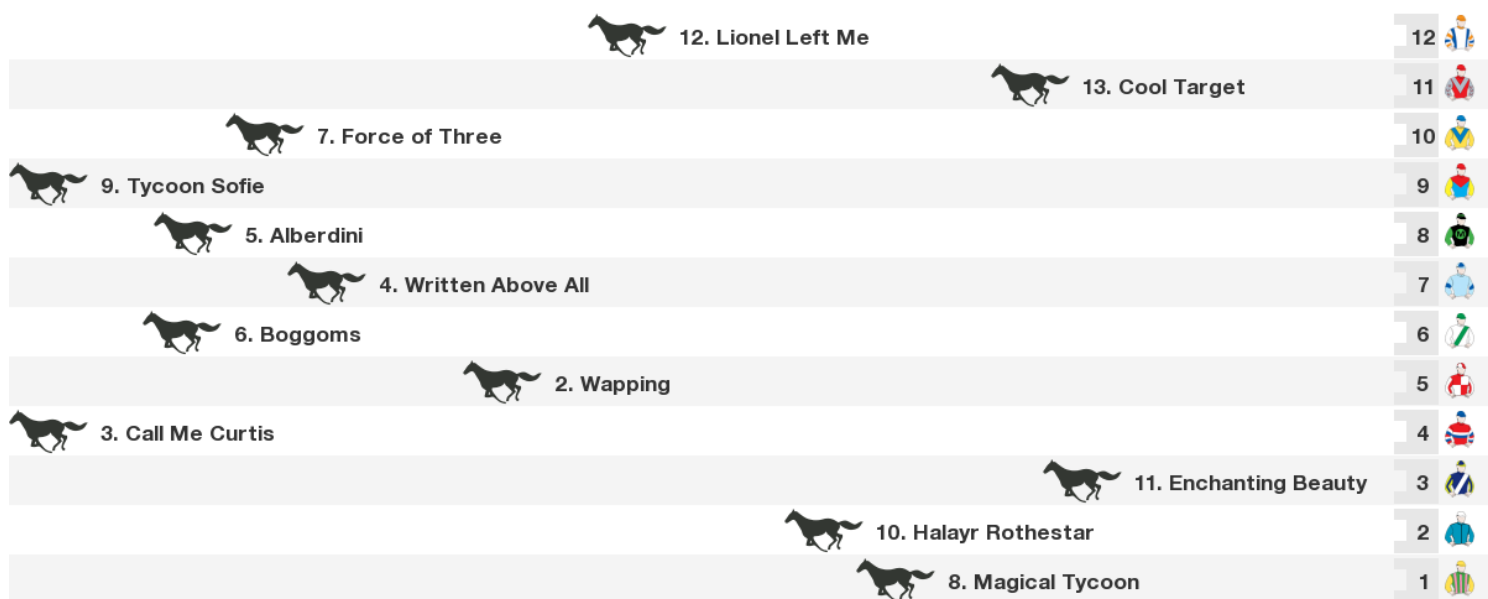 12. Lionel Left Me 12
13. Cool Target 11
7. Force of Three 10
9. Tycoon Sofie 9
5. Alberdini 8
M
4. Written Above All 7
6. Boggoms 6
2. Wapping 5
3. Call Me Curtis 4
11. Enchanting Beauty 3
10. Halayr Rothestar 2
8. Magical Tycoon 1